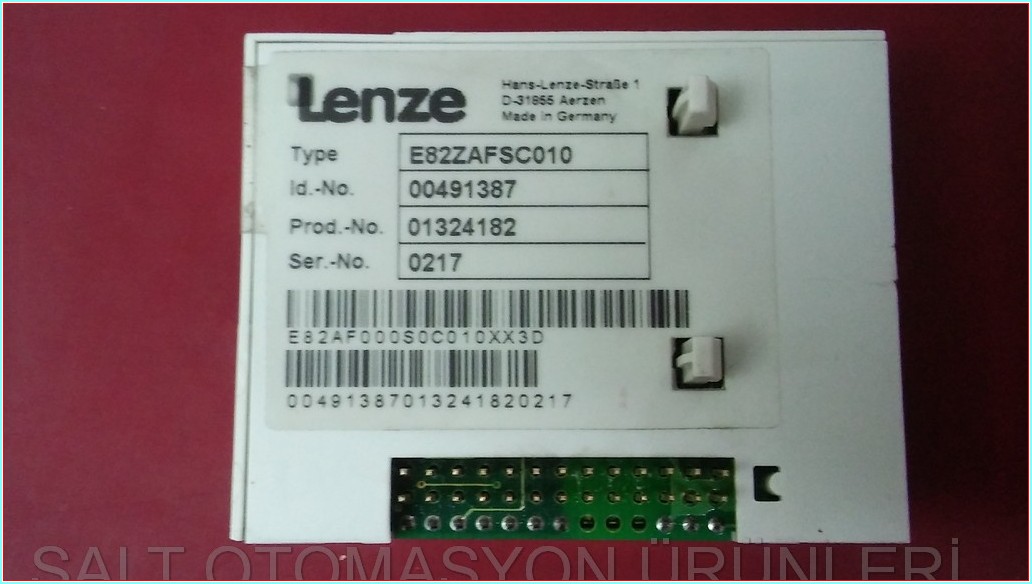 Lenze
Hans-Lenze-Straße 1
D-31855 Aerzen
Made in Germany
Type E82ZAFSC010
Id.-No. 00491387
Prod.-No. 01324182
Ser.-No. 0217
E82AF000S0C010XX3D
00491387013241820217
SALT OTOMASYON ÜRÜNLERİ